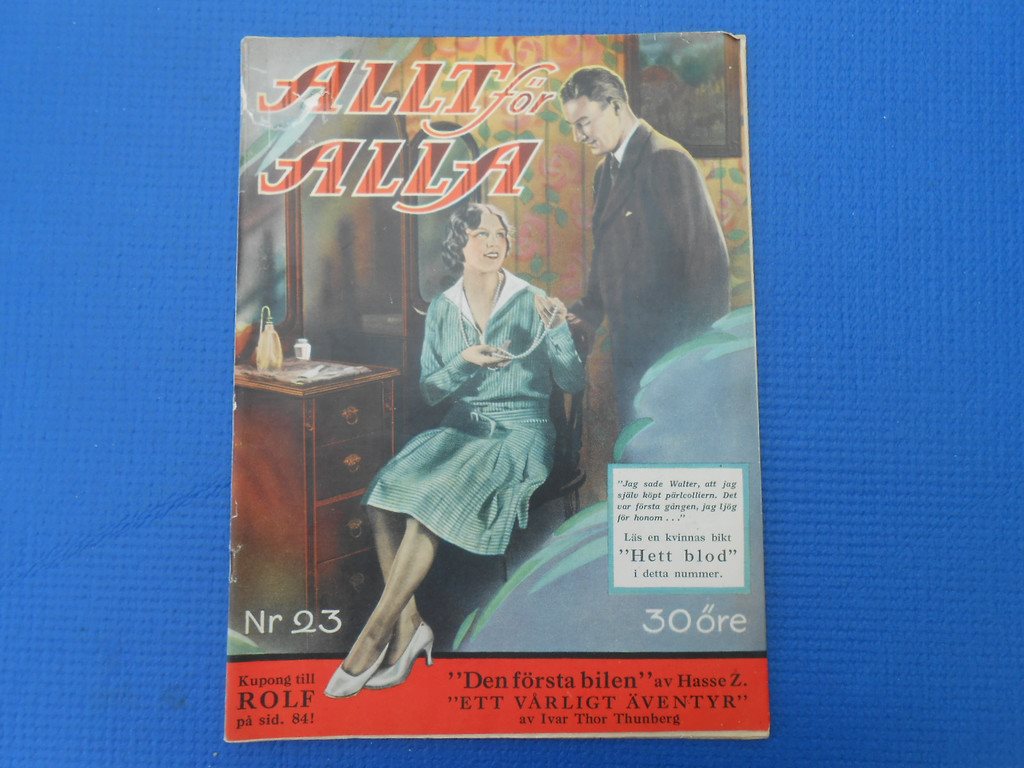 ALLT för
ALLA
"Jag sade Walter, att jag
själv köpt pärlcolliern. Det
var första gången, jag ljög
för honom . . ."
Läs en kvinnas bikt
"Hett blod"
i detta nummer.
Nr 23
30 öre
Kupong till
ROLF
på sid. 84!
"Den första bilen" av Hasse Z.
"ETT VÅRLIGT ÄVENTYR"
av Ivar Thor Thunberg